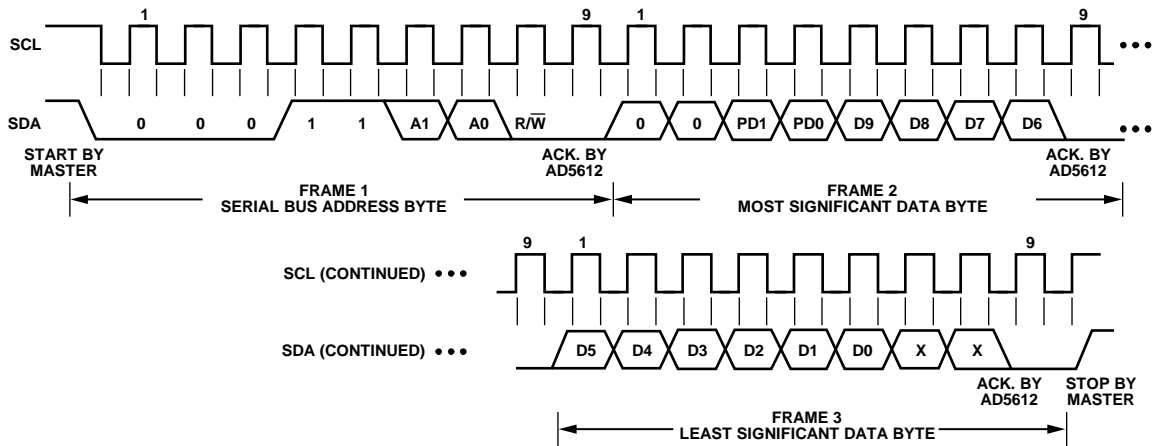 1 9 1 9
SCL
SDA 0 0 0 1 1 A1 A0 R/W̅ 0 0 PD1 PD0 D9 D8 D7 D6
START BY
MASTER
ACK. BY
AD5612
ACK. BY
AD5612
FRAME 1
SERIAL BUS ADDRESS BYTE
FRAME 2
MOST SIGNIFICANT DATA BYTE
9 1 9
SCL (CONTINUED)
SDA (CONTINUED) D5 D4 D3 D2 D1 D0 X X
ACK. BY
AD5612
STOP BY
MASTER
FRAME 3
LEAST SIGNIFICANT DATA BYTE